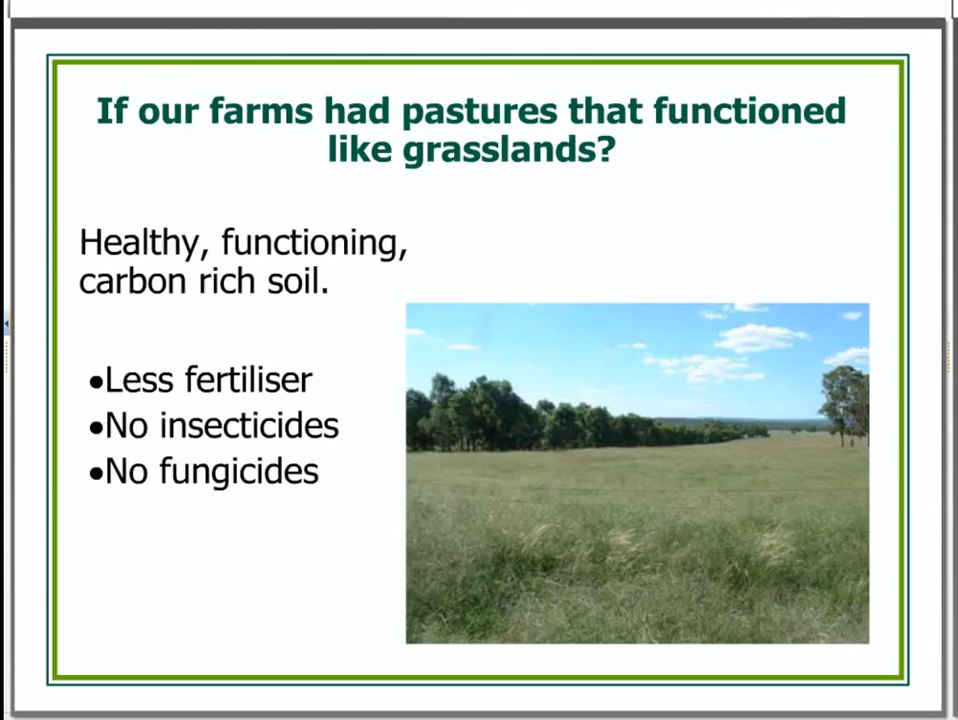 If our farms had pastures that functioned
like grasslands?
Healthy, functioning,
carbon rich soil.
•Less fertiliser
•No insecticides
•No fungicides